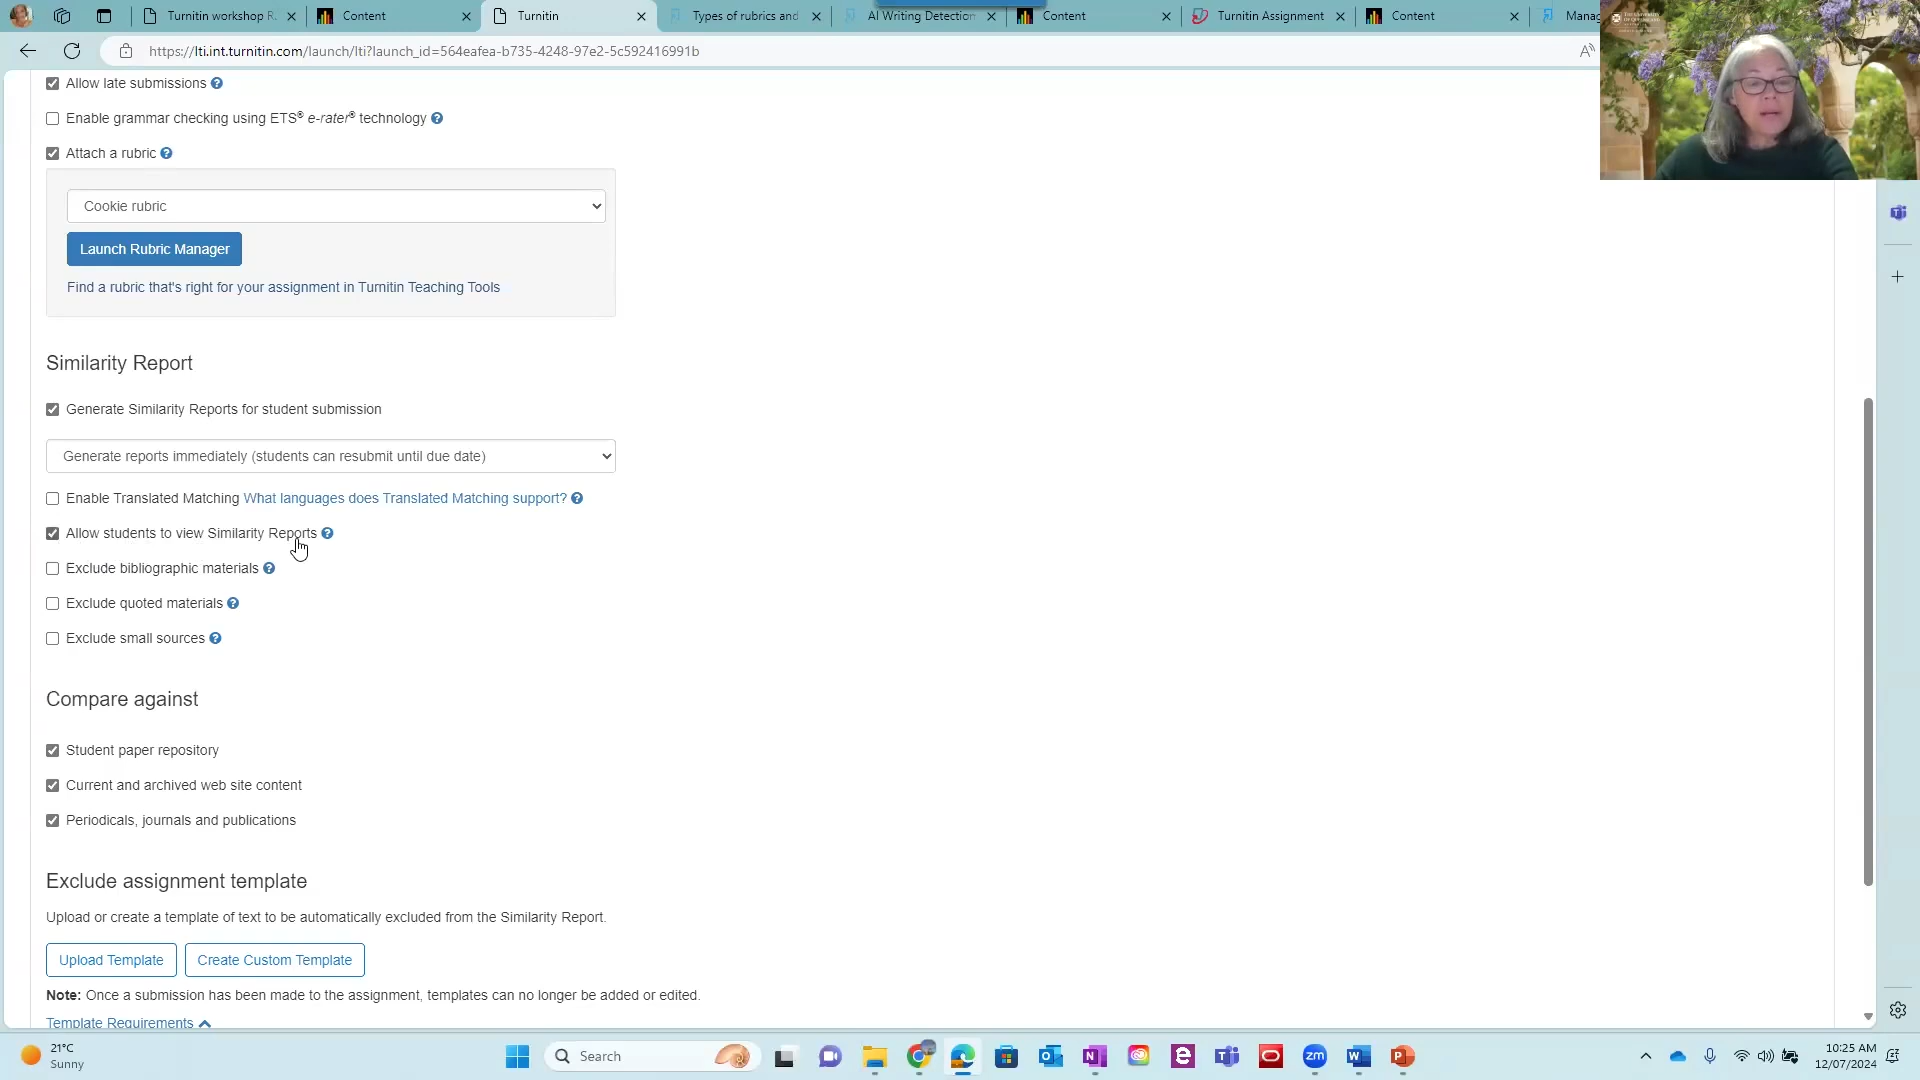 Turnitin workshop R
Content
Turnitin
Types of rubrics and
AI Writing Detection
Content
Turnitin Assignment
Content
Manag
https://lti.int.turnitin.com/launch/lti?launch_id=564eafea-b735-4248-97e2-5c592416991b
Allow late submissions ?
Enable grammar checking using ETS® e-rater® technology ?
Attach a rubric ?
Cookie rubric
Launch Rubric Manager
Find a rubric that's right for your assignment in Turnitin Teaching Tools
Similarity Report
Generate Similarity Reports for student submission
Generate reports immediately (students can resubmit until due date)
Enable Translated Matching What languages does Translated Matching support? ?
Allow students to view Similarity Reports ?
Exclude bibliographic materials ?
Exclude quoted materials ?
Exclude small sources ?
Compare against
Student paper repository
Current and archived web site content
Periodicals, journals and publications
Exclude assignment template
Upload or create a template of text to be automatically excluded from the Similarity Report.
Upload Template
Create Custom Template
Note: Once a submission has been made to the assignment, templates can no longer be added or edited.
Template Requirements
21°C
Sunny
Search
10:25 AM
12/07/2024